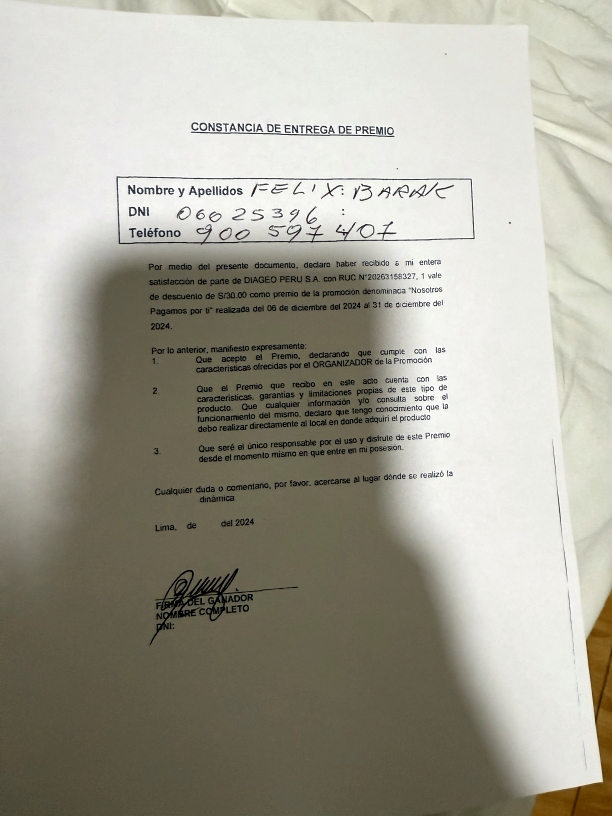 CONSTANCIA DE ENTREGA DE PREMIO
Nombre y Apellidos FELIX: BARAK
DNI 06025396 :
Teléfono 900 597 407
Por medio del presente documento, declaro haber recibido a mi entera
satisfacción de parte de DIAGEO PERU S.A. con RUC N°20263158327, 1 vale
de descuento de S/30.00 como premio de la promoción denominaca "Nosotros
Pagamos por ti" realizada del 06 de diciembre del 2024 al 31 de diciembre del
2024.
Por lo anterior, manifiesto expresamente:
1. Que acepto el Premio, declarando que cumple con las
características ofrecidas por el ORGANIZADOR de la Promoción
2. Que el Premio que recibo en este acto cuenta con las
características, garantías y limitaciones propias de este tipo de
producto. Que cualquier información y/o consulta sobre el
funcionamiento del mismo, declaro que tengo conocimiento que la
debo realizar directamente al local en donde adquirí el producto
3. Que seré el único responsable por el uso y disfrute de este Premio
desde el momento mismo en que entre en mi posesión.
Cualquier duda o comentario, por favor, acercarse al lugar dónde se realizó la
dinámica.
Lima, de del 2024
FIRMA DEL GANADOR
NOMBRE COMPLETO
DNI: